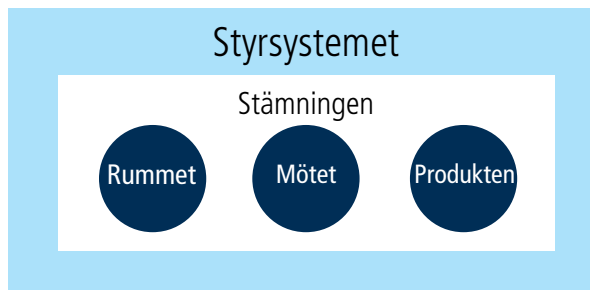 Styrsystemet
Stämningen
Rummet
Mötet
Produkten